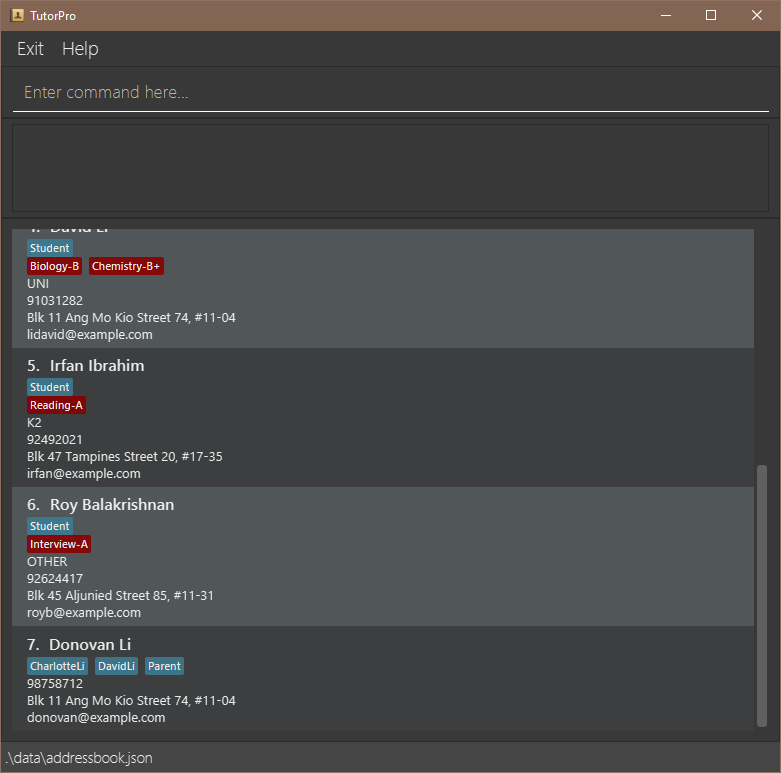 TutorPro
Exit Help
Enter command here...
4. David Li
Student
Biology-B Chemistry-B+
UNI
91031282
Blk 11 Ang Mo Kio Street 74, #11-04
lidavid@example.com
5. Irfan Ibrahim
Student
Reading-A
K2
92492021
Blk 47 Tampines Street 20, #17-35
irfan@example.com
6. Roy Balakrishnan
Student
Interview-A
OTHER
92624417
Blk 45 Aljunied Street 85, #11-31
royb@example.com
7. Donovan Li
CharlotteLi DavidLi Parent
98758712
Blk 11 Ang Mo Kio Street 74, #11-04
donovan@example.com
.\data\addressbook.json